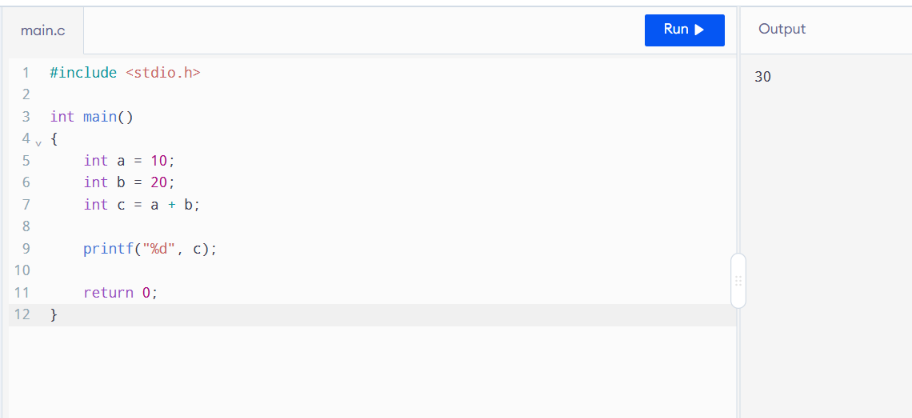 main.c
Run
Output
1 #include <stdio.h>
2
3 int main()
4 {
5     int a = 10;
6     int b = 20;
7     int c = a + b;
8
9     printf("%d", c);
10
11     return 0;
12 }
30